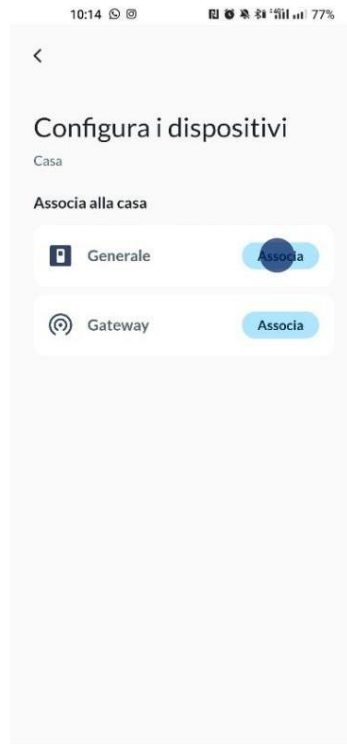 10:14 77%
Configura i dispositivi
Casa
Associa alla casa
Generale Associa
Gateway Associa